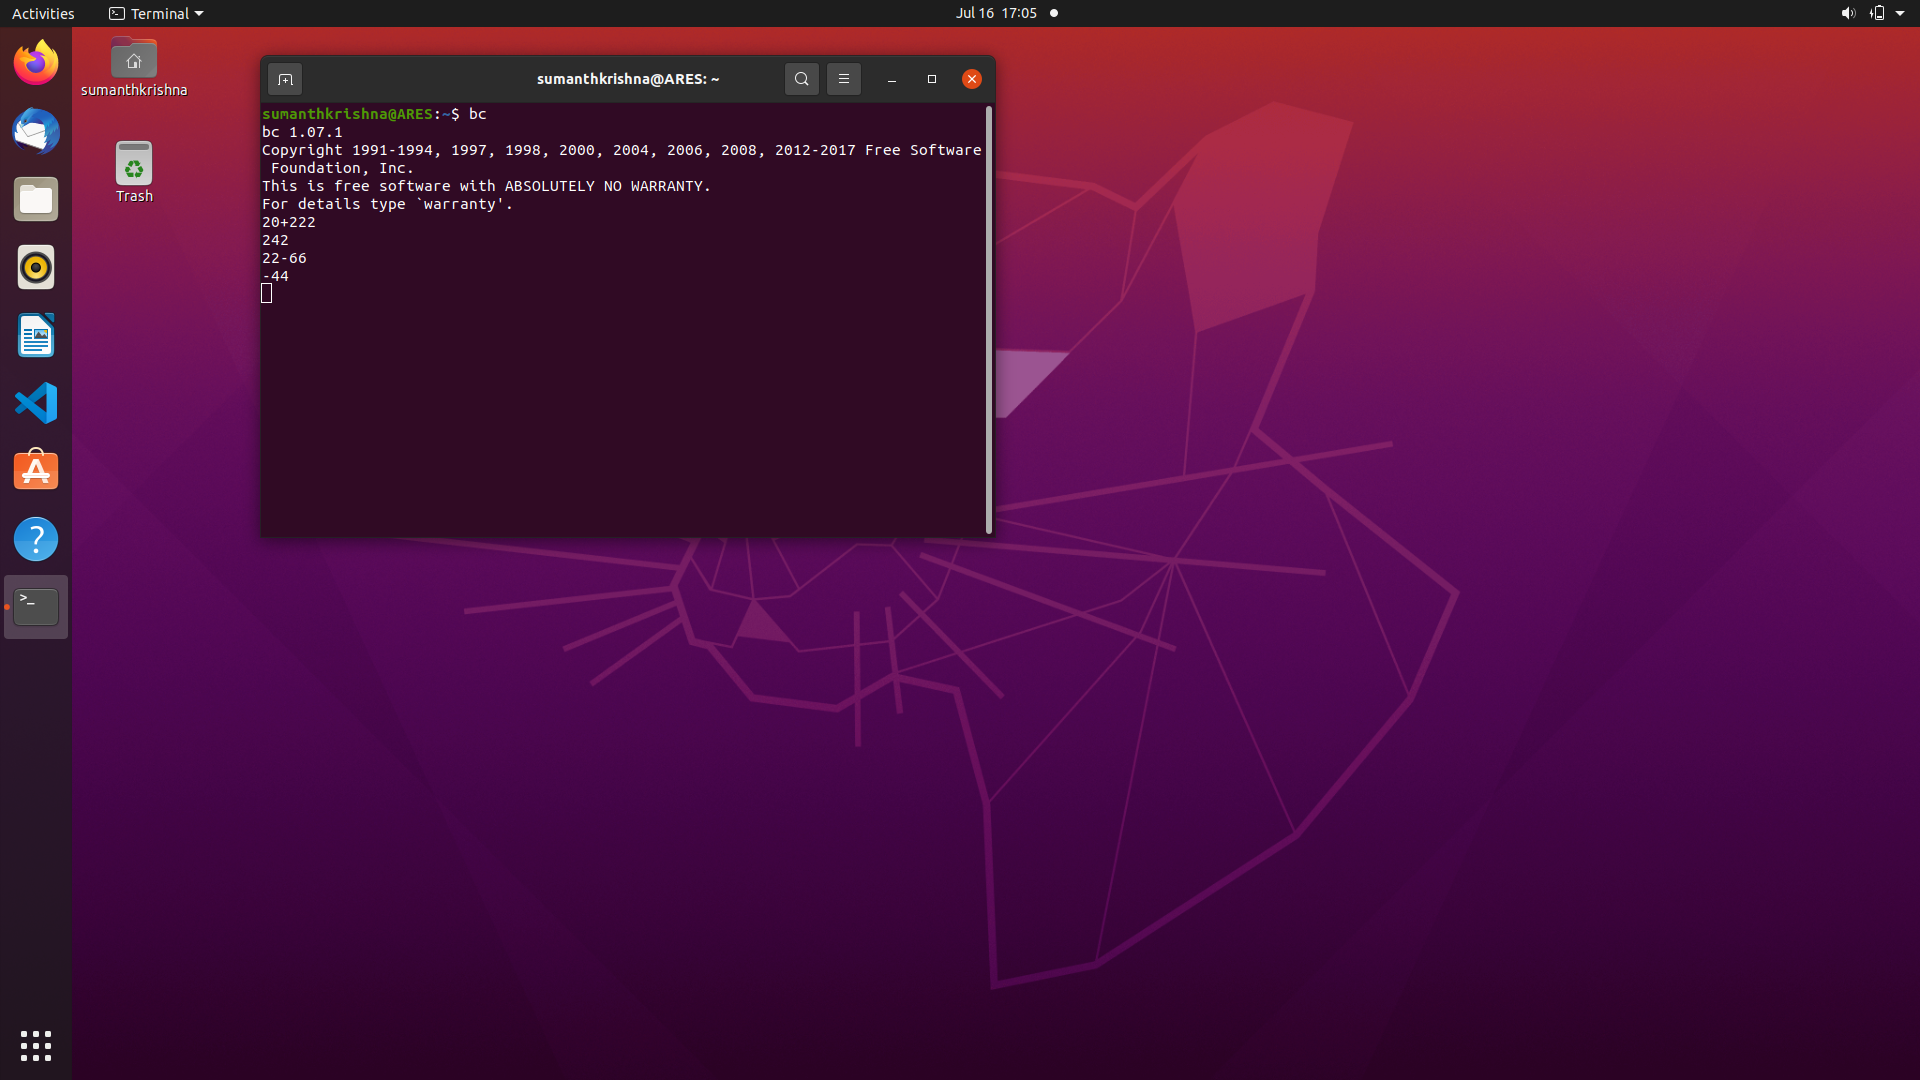 Activities
Terminal
Jul 16 17:05
sumanthkrishna
Trash
sumanthkrishna@ARES: ~
sumanthkrishna@ARES:~$ bc
bc 1.07.1
Copyright 1991-1994, 1997, 1998, 2000, 2004, 2006, 2008, 2012-2017 Free Software
Foundation, Inc.
This is free software with ABSOLUTELY NO WARRANTY.
For details type `warranty'.
20+222
242
22-66
-44